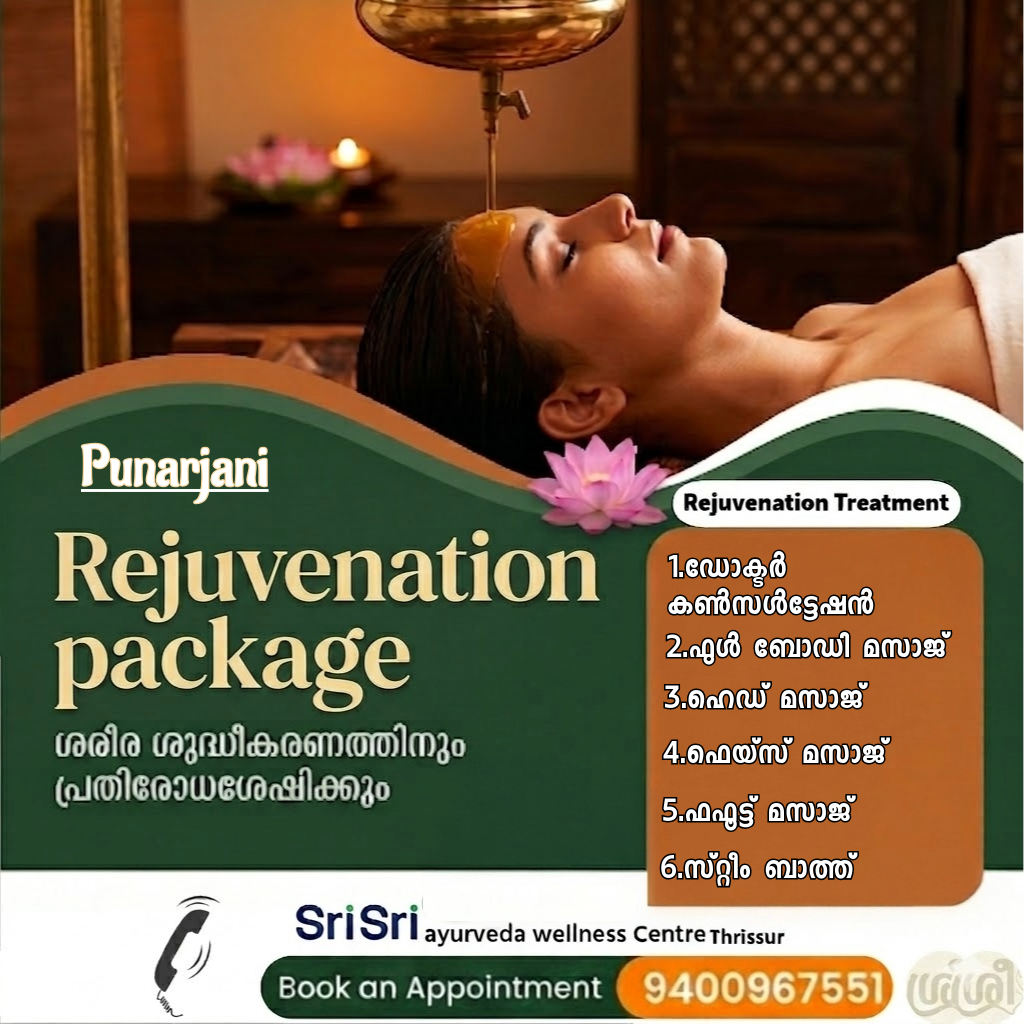 Punarjani
Rejuvenation
package
ശരീര ശുദ്ധീകരണത്തിനും
പ്രതിരോധശേഷിക്കും
Rejuvenation Treatment
1.ഡോക്ടർ
കൺസൾട്ടേഷൻ
2.ഫുൾ ബോഡി മസാജ്
3.ഹെഡ് മസാജ്
4.ഫെയ്സ് മസാജ്
5.ഫഫൂട്ട് മസാജ്
6.സ്റ്റീം ബാത്ത്
SriSri ayurveda wellness Centre Thrissur
Book an Appointment 9400967551